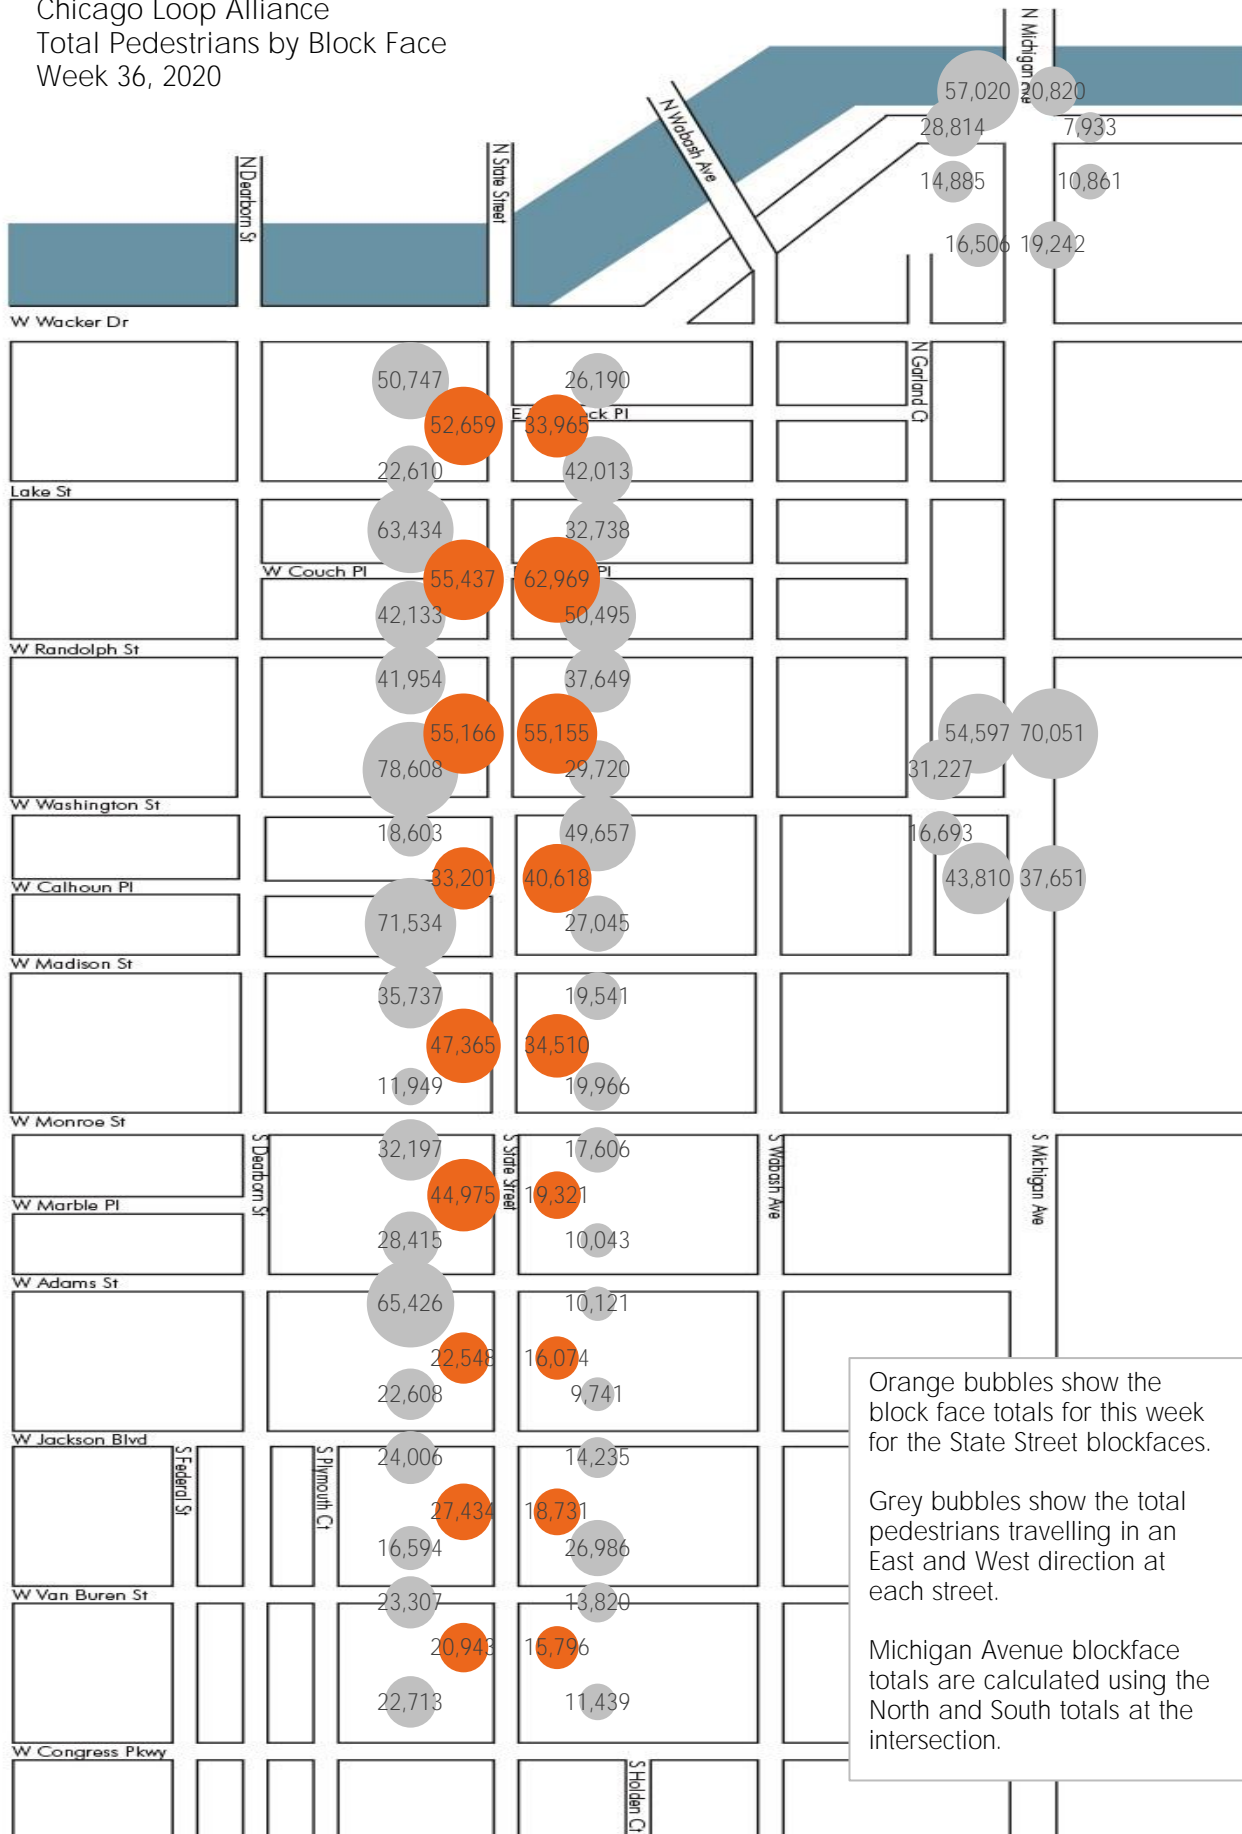 Chicago Loop Alliance
Total Pedestrians by Block Face
Week 36, 2020
N Michigan Ave
57,020 20,820
28,814 7,933
N Wabash Ave
N Dearborn St
N State Street
14,885 10,861
16,506 19,242
W Wacker Dr
N Garland Ct
50,747 26,190
E ck Pl
52,659 33,965
22,610 42,013
Lake St
63,434 32,738
W Couch Pl Pl
55,437 62,969
42,133 50,495
W Randolph St
41,954 37,649
55,166 55,155 54,597 70,051
78,608 29,720 31,227
W Washington St
18,603 49,657 16,693
33,201 40,618 43,810 37,651
W Calhoun Pl
71,534 27,045
W Madison St
35,737 19,541
47,365 34,510
11,949 19,966
W Monroe St
S Dearborn St
S State Street
S Wabash Ave
S Michigan Ave
32,197 17,606
44,975 19,321
W Marble Pl
28,415 10,043
W Adams St
65,426 10,121
22,548 16,074
22,608 9,741
W Jackson Blvd
S Federal St
S Plymouth Ct
24,006 14,235
27,434 18,731
16,594 26,986
W Van Buren St
23,307 13,820
20,943 15,796
22,713 11,439
W Congress Pkwy
S Holden Ct
Orange bubbles show the
block face totals for this week
for the State Street blockfaces.
Grey bubbles show the total
pedestrians travelling in an
East and West direction at
each street.
Michigan Avenue blockface
totals are calculated using the
North and South totals at the
intersection.